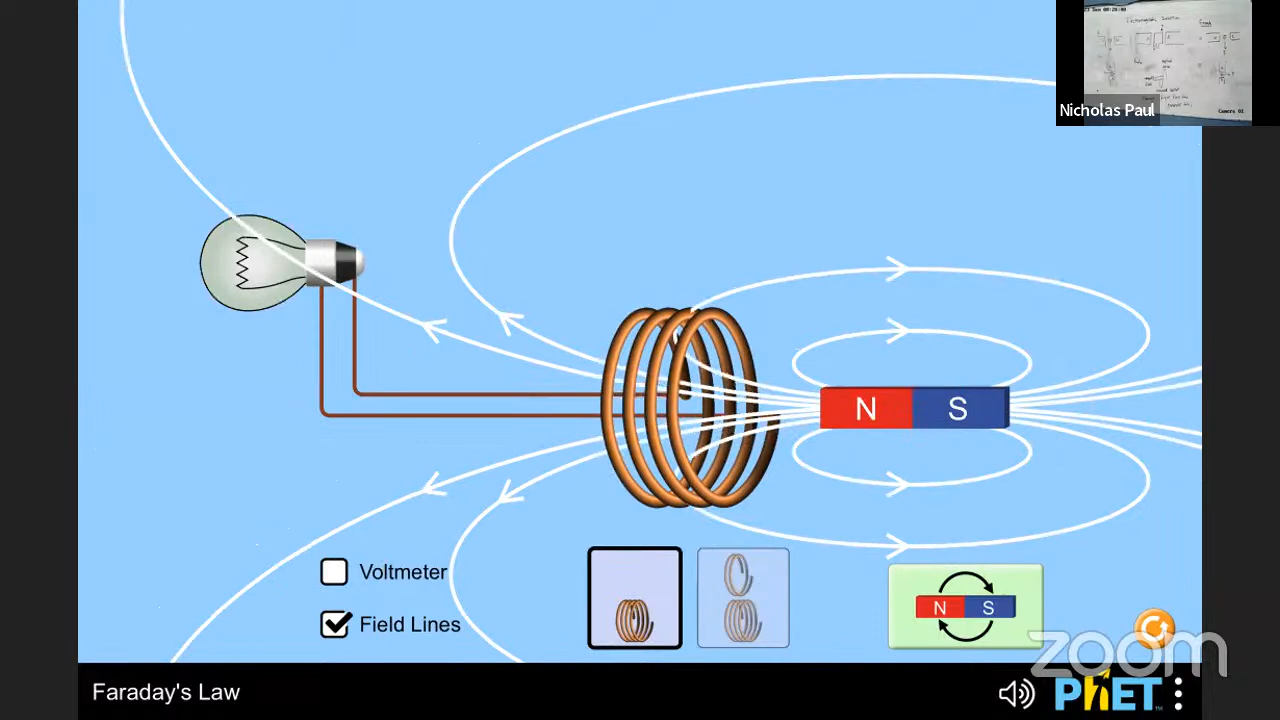 Nicholas Paul
N S
Voltmeter
Field Lines
N S
zoom
Faraday's Law
PhET